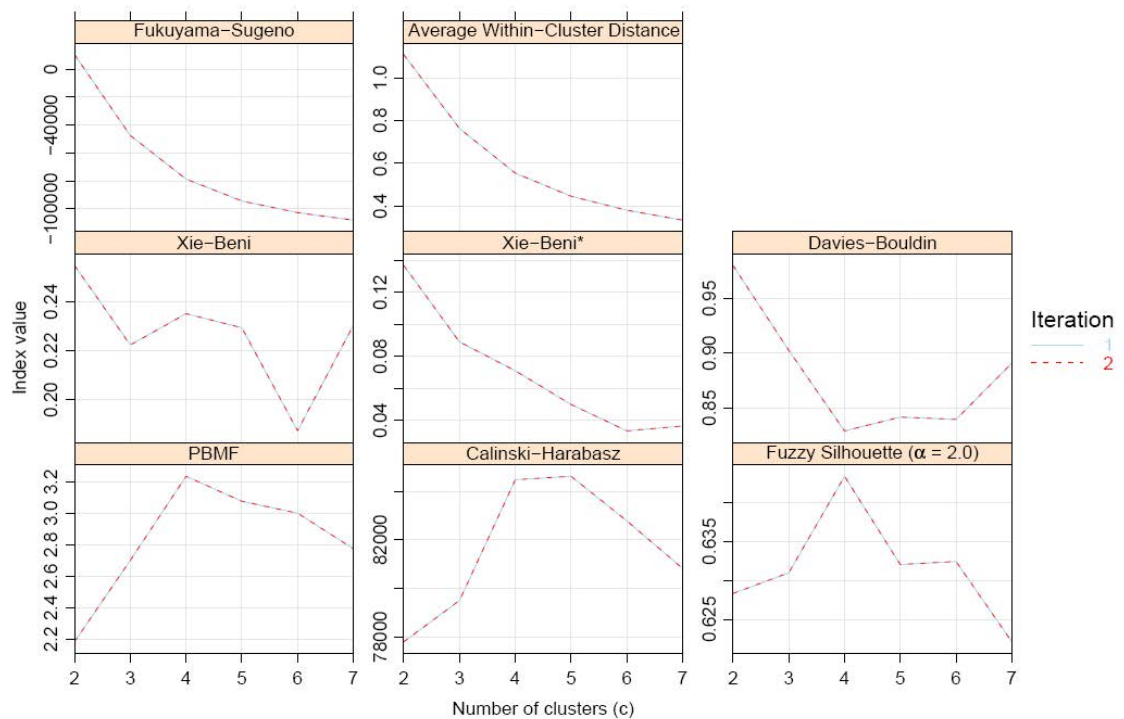 Fukuyama−Sugeno
Average Within−Cluster Distance
0
−40000
−100000
1.0
0.8
0.6
0.4
Xie−Beni
Xie−Beni*
Davies−Bouldin
0.24
0.22
0.20
0.12
0.08
0.04
0.95
0.90
0.85
Index value
Iteration
1
2
PBMF
Calinski−Harabasz
Fuzzy Silhouette (α = 2.0)
3.2
3.0
2.8
2.6
2.4
2.2
82000
78000
0.635
0.625
2 3 4 5 6 7
2 3 4 5 6 7
2 3 4 5 6 7
Number of clusters (c)